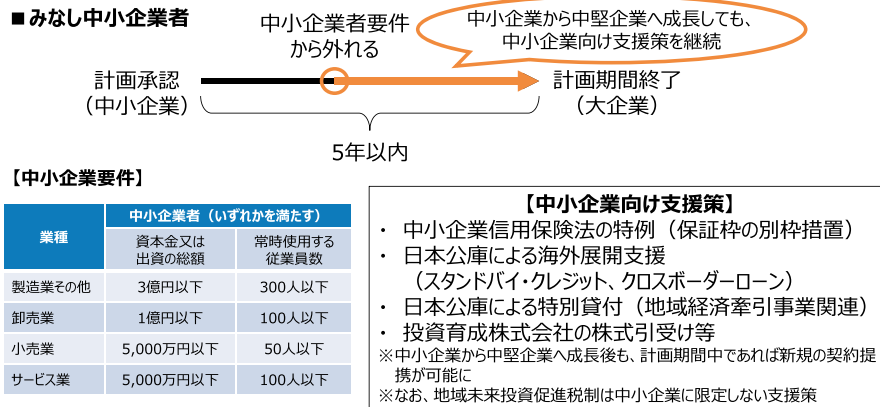 ■みなし中小企業者
中小企業者要件
から外れる
中小企業から中堅企業へ成長しても、
中小企業向け支援策を継続
計画承認
（中小企業）
計画期間終了
（大企業）
5年以内
【中小企業要件】
業種
中小企業者（いずれかを満たす）
資本金又は
出資の総額
常時使用する
従業員数
製造業その他 3億円以下 300人以下
卸売業 1億円以下 100人以下
小売業 5,000万円以下 50人以下
サービス業 5,000万円以下 100人以下
【中小企業向け支援策】
・ 中小企業信用保険法の特例（保証枠の別枠措置）
・ 日本公庫による海外展開支援
（スタンドバイ・クレジット、クロスボーダーローン）
・ 日本公庫による特別貸付（地域経済牽引事業関連）
・ 投資育成株式会社の株式引受け等
※中小企業から中堅企業へ成長後も、計画期間中であれば新規の契約提
携が可能に
※なお、地域未来投資促進税制は中小企業に限定しない支援策